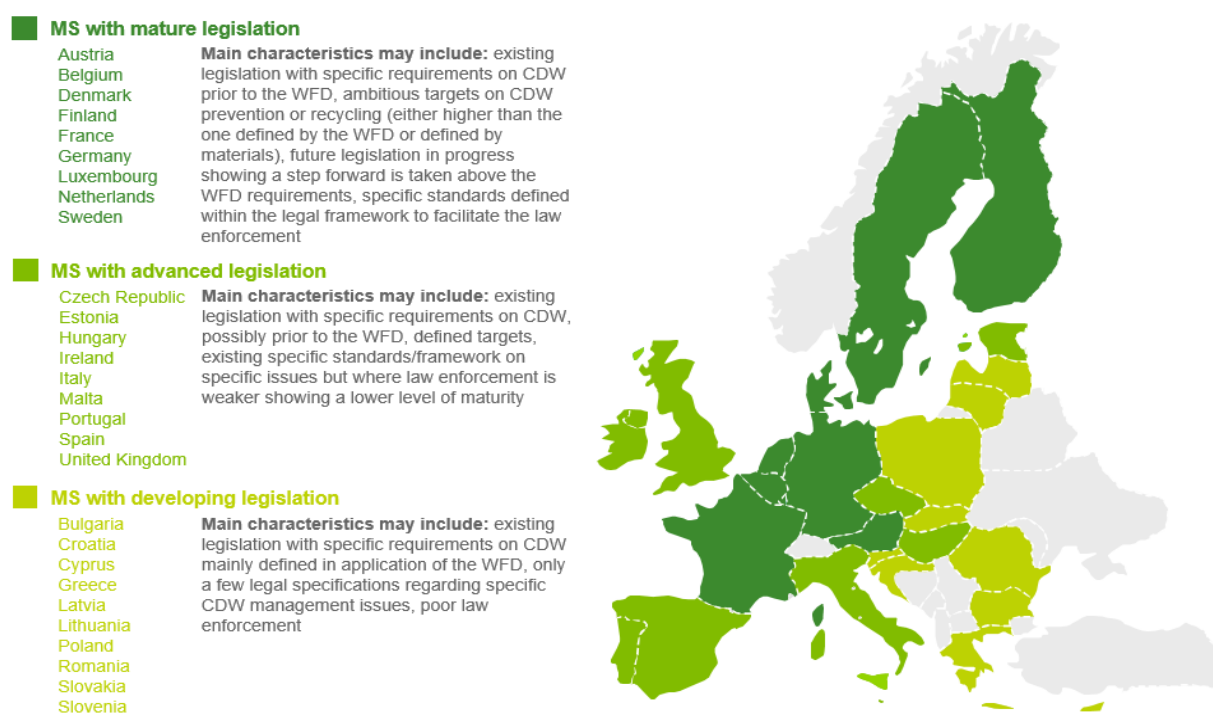 MS with mature legislation
Austria
Belgium
Denmark
Finland
France
Germany
Luxembourg
Netherlands
Sweden
Main characteristics may include: existing
legislation with specific requirements on CDW
prior to the WFD, ambitious targets on CDW
prevention or recycling (either higher than the
one defined by the WFD or defined by
materials), future legislation in progress
showing a step forward is taken above the
WFD requirements, specific standards defined
within the legal framework to facilitate the law
enforcement
MS with advanced legislation
Czech Republic
Estonia
Hungary
Ireland
Italy
Malta
Portugal
Spain
United Kingdom
Main characteristics may include: existing
legislation with specific requirements on CDW,
possibly prior to the WFD, defined targets,
existing specific standards/framework on
specific issues but where law enforcement is
weaker showing a lower level of maturity
MS with developing legislation
Bulgaria
Croatia
Cyprus
Greece
Latvia
Lithuania
Poland
Romania
Slovakia
Slovenia
Main characteristics may include: existing
legislation with specific requirements on CDW
mainly defined in application of the WFD, only
a few legal specifications regarding specific
CDW management issues, poor law
enforcement